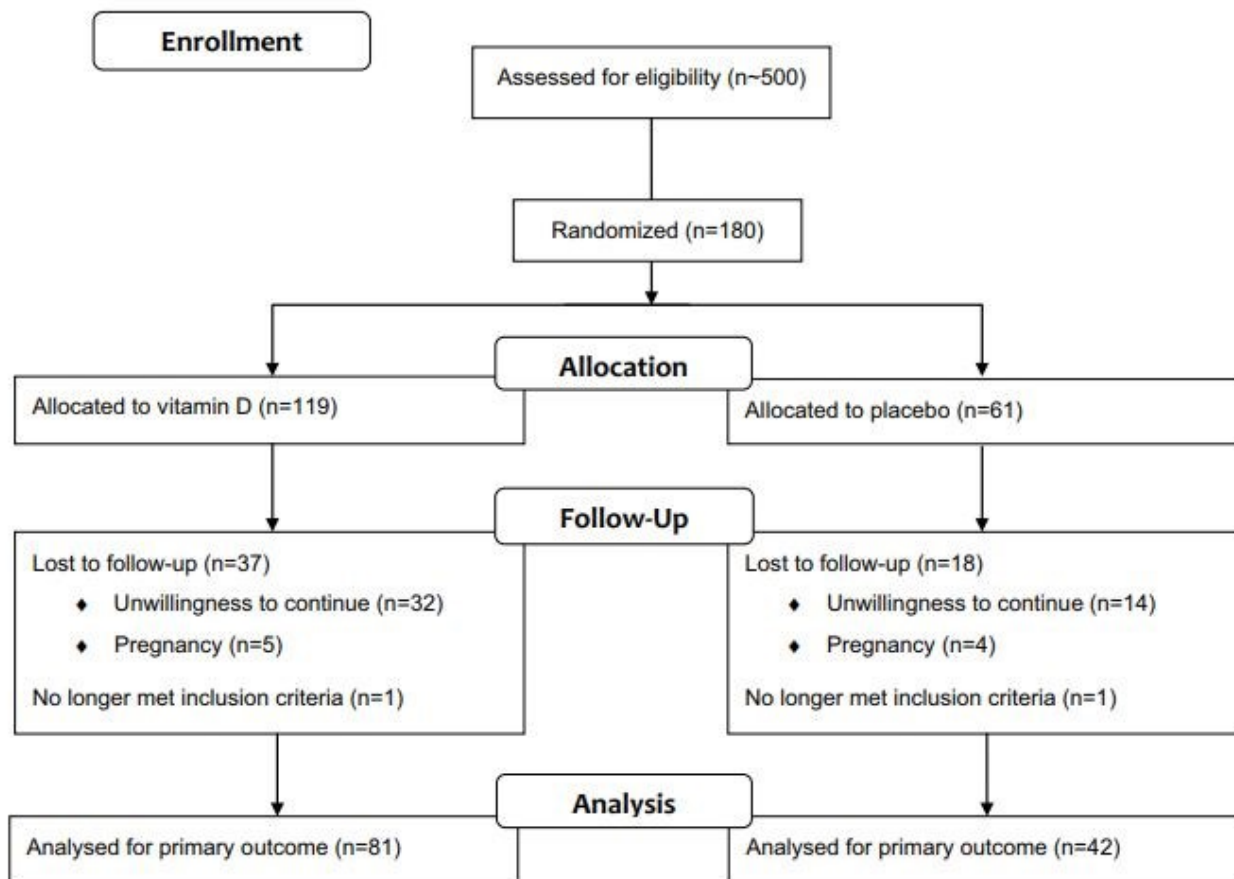 Enrollment
Assessed for eligibility (n~500)
Randomized (n=180)
Allocation
Allocated to vitamin D (n=119)
Allocated to placebo (n=61)
Follow-Up
Lost to follow-up (n=37)
♦ Unwillingness to continue (n=32)
♦ Pregnancy (n=5)
No longer met inclusion criteria (n=1)
Lost to follow-up (n=18)
♦ Unwillingness to continue (n=14)
♦ Pregnancy (n=4)
No longer met inclusion criteria (n=1)
Analysis
Analysed for primary outcome (n=81)
Analysed for primary outcome (n=42)